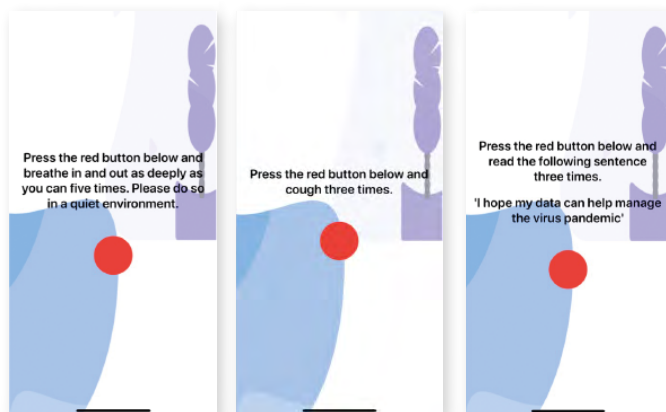 Press the red button below and
breathe in and out as deeply as
you can five times. Please do so
in a quiet environment.
Press the red button below and
cough three times.
Press the red button below and
read the following sentence
three times.
'I hope my data can help manage
the virus pandemic'